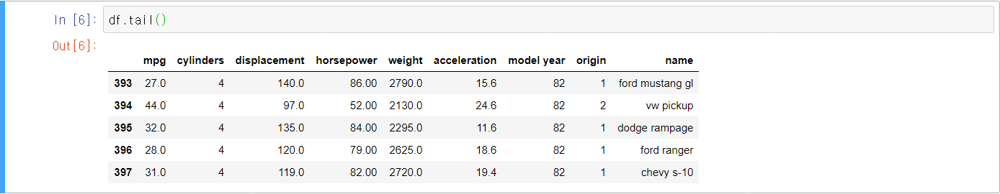 In [6]: df.tail()
Out[6]:
mpg cylinders displacement horsepower weight acceleration model year origin name
393 27.0 4 140.0 86.00 2790.0 15.6 82 1 ford mustang gl
394 44.0 4 97.0 52.00 2130.0 24.6 82 2 vw pickup
395 32.0 4 135.0 84.00 2295.0 11.6 82 1 dodge rampage
396 28.0 4 120.0 79.00 2625.0 18.6 82 1 ford ranger
397 31.0 4 119.0 82.00 2720.0 19.4 82 1 chevy s-10